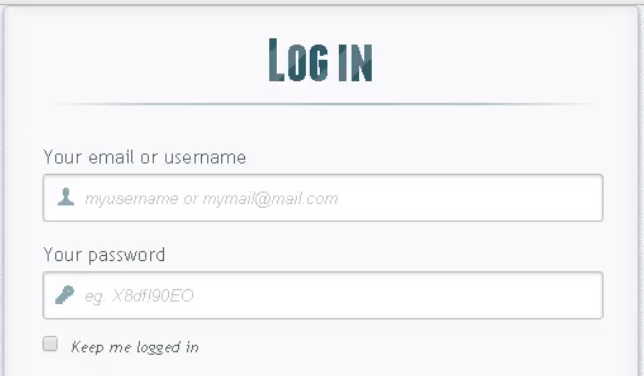 LOG IN
Your email or username
myusername or mymail@mail.com
Your password
eg. X8df!90EO
Keep me logged in